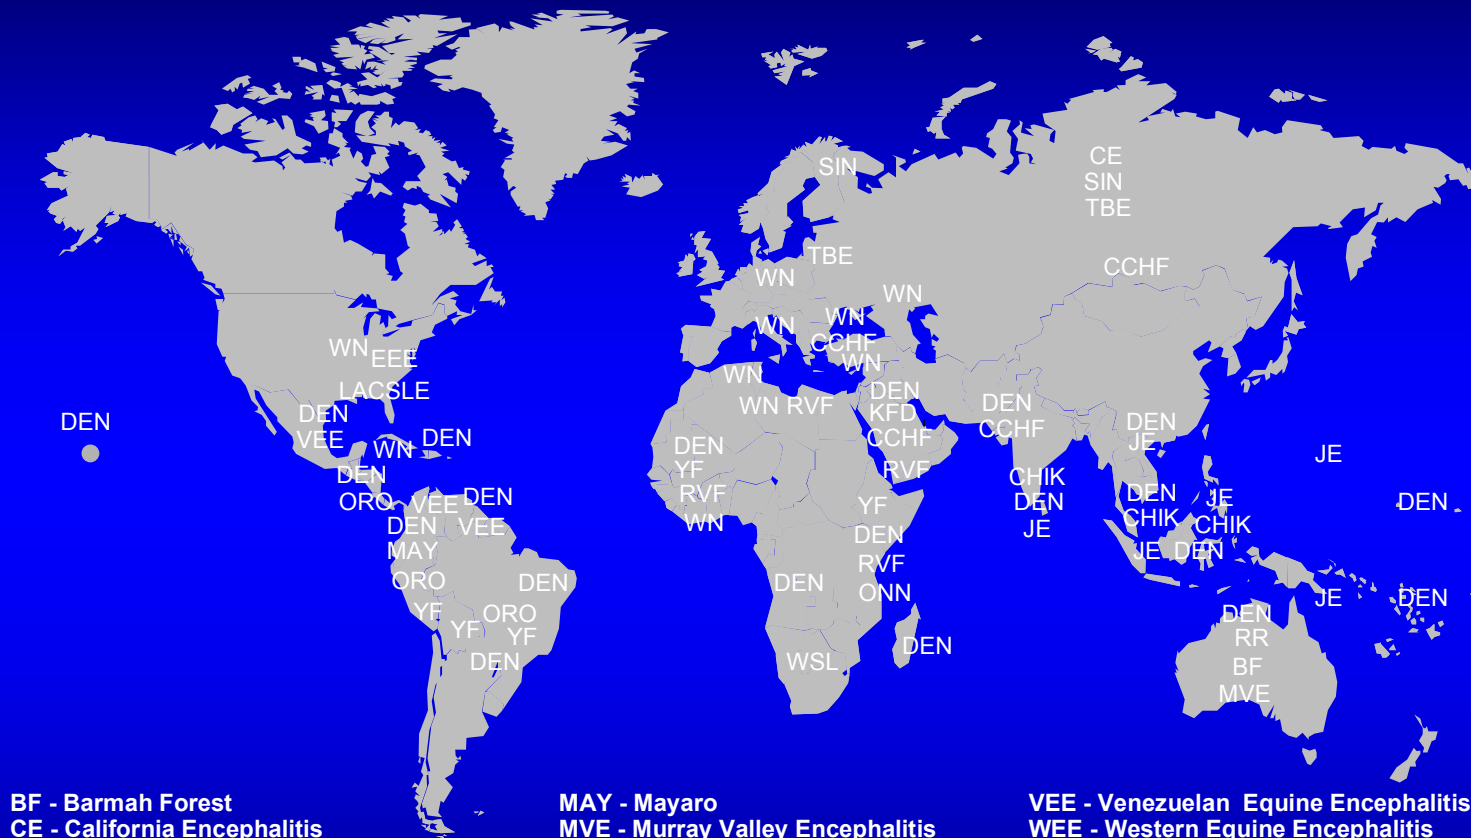 CE
SIN
SIN
TBE
TBE
CCHF
WN
WN
WN
WN
CCHF
WN
WN
EEE
WN
LACSLE
DEN
KFD
CCHF
RVF
WN RVF
DEN
CCHF
DEN
VEE
DEN
DEN
WN
DEN
JE
JE
DEN
ORO
DEN
YF
RVF
WN
CHIK
DEN
JE
VEE
DEN
DEN
VEE
MAY
ORO
YF
YF
DEN
ORO
YF
DEN
YF
DEN
RVF
ONN
DEN
DEN
WSL
DEN
CHIK
JE
DEN
JE
CHIK
DEN
JE
DEN
DEN
RR
BF
MVE
BF - Barmah Forest
CE - California Encephalitis
MAY - Mayaro
MVE - Murray Valley Encephalitis
VEE - Venezuelan Equine Encephalitis
WEE - Western Equine Encephalitis